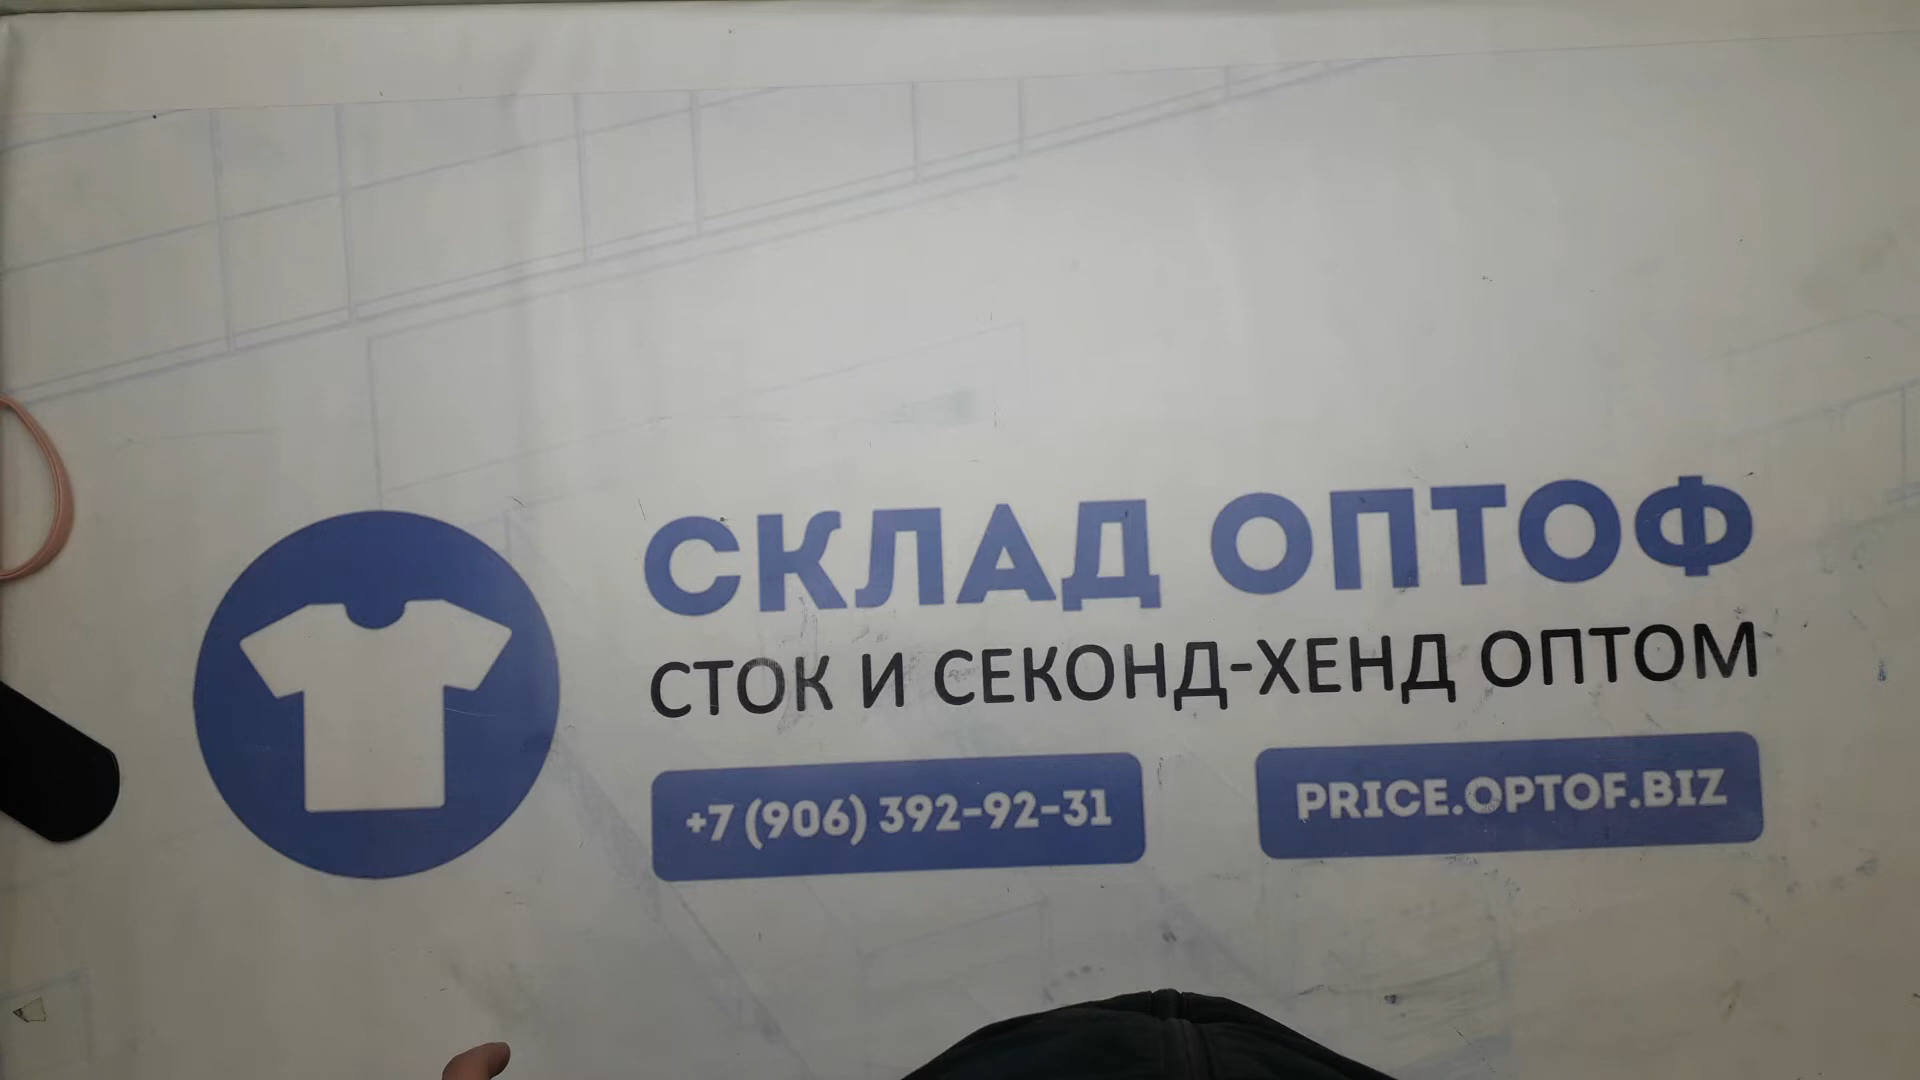 СКЛАД ОПТОФ
СТОК И СЕКОНД-ХЕНД ОПТОМ
+7 (906) 392-92-31
PRICE.OPTOF.BIZ